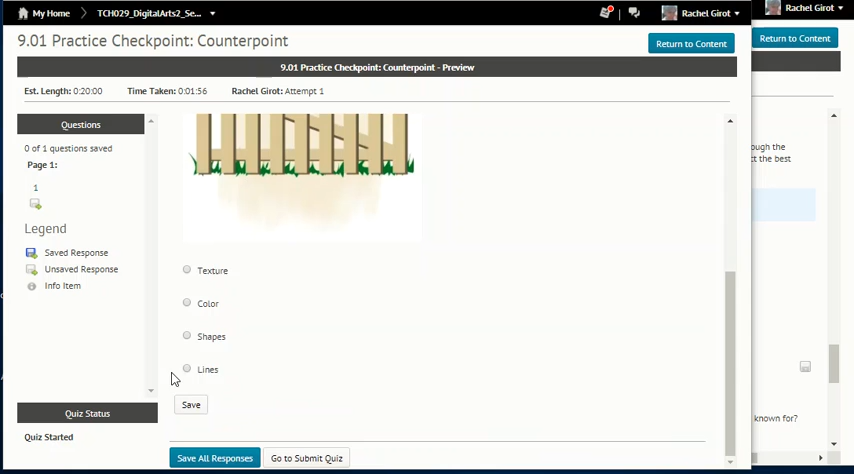 My Home
TCH029_DigitalArts2_Se...
Rachel Girot
Rachel Girot
9.01 Practice Checkpoint: Counterpoint
Return to Content
Return to Content
9.01 Practice Checkpoint: Counterpoint - Preview
Est. Length: 0:20:00 Time Taken: 0:01:56 Rachel Girot: Attempt 1
Questions
0 of 1 questions saved
Page 1:
1
Legend
Saved Response
Unsaved Response
Info Item
Quiz Status
Quiz Started
Texture
Color
Shapes
Lines
Save
Save All Responses
Go to Submit Quiz
ough the
ct the best
known for?